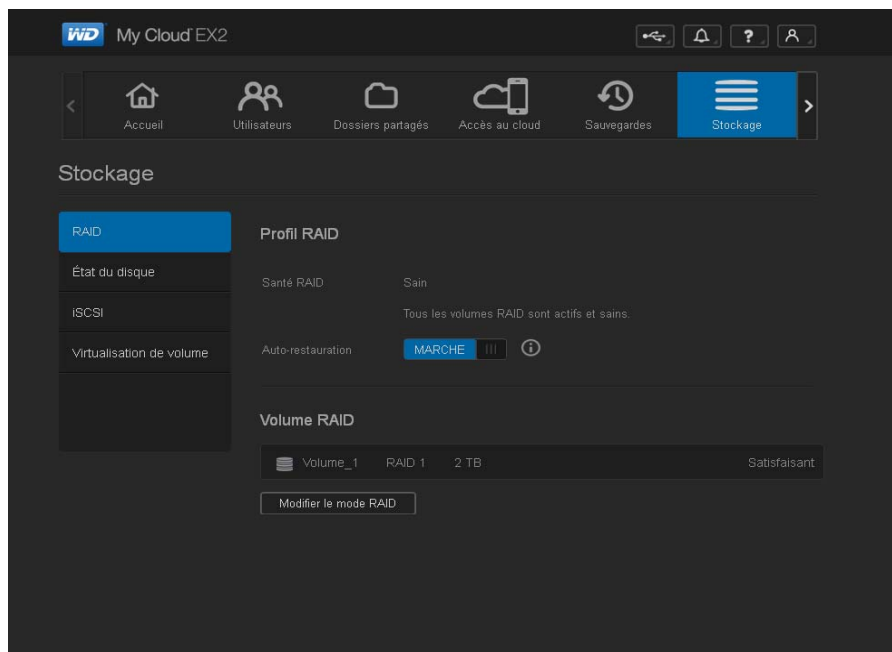 WD My Cloud EX2
?
Accueil Utilisateurs Dossiers partagés Accès au cloud Sauvegardes Stockage
Stockage
RAID
État du disque
iSCSI
Virtualisation de volume
Profil RAID
Santé RAID Sain
Tous les volumes RAID sont actifs et sains.
Auto-restauration MARCHE
Volume RAID
Volume_1 RAID 1 2 TB Satisfaisant
Modifier le mode RAID